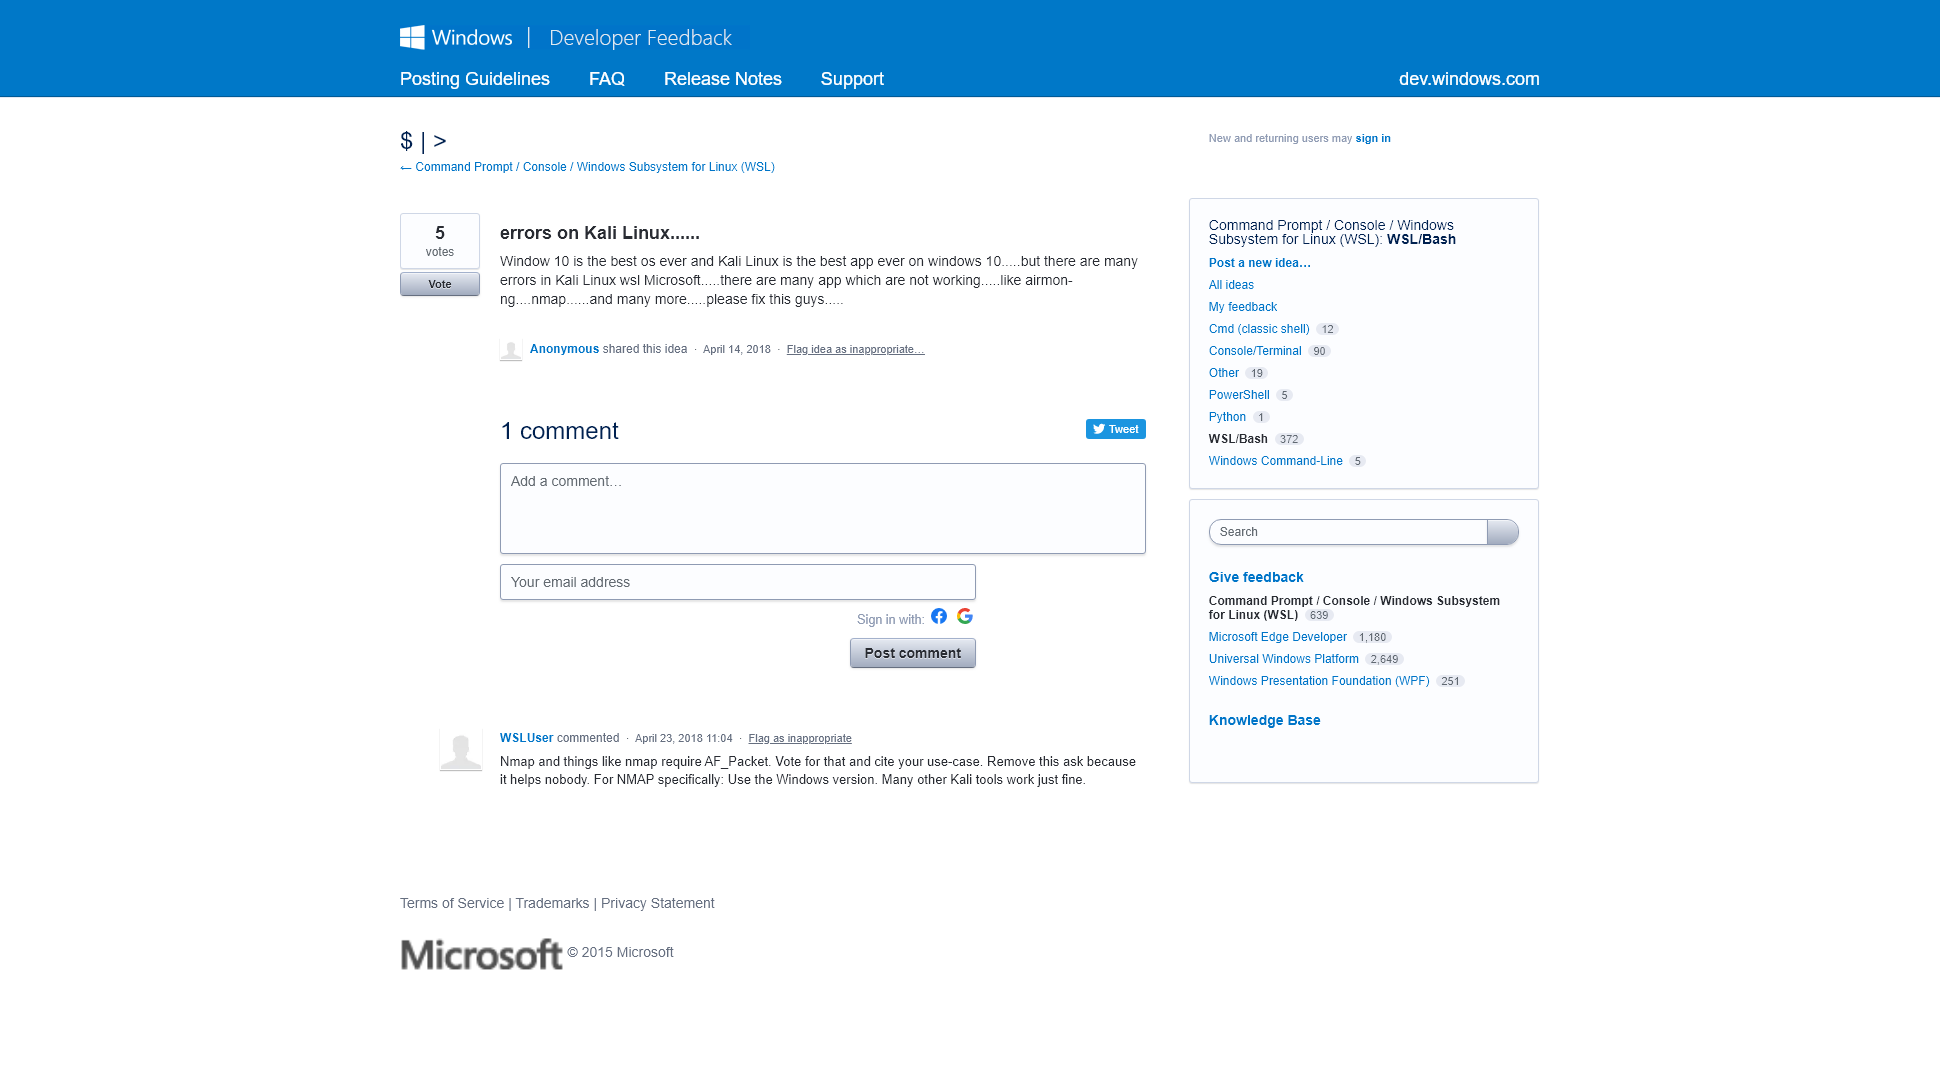 Windows | Developer Feedback
Posting Guidelines FAQ Release Notes Support dev.windows.com
$ | >
← Command Prompt / Console / Windows Subsystem for Linux (WSL)
5
votes
Vote
errors on Kali Linux......
Window 10 is the best os ever and Kali Linux is the best app ever on windows 10.....but there are many
errors in Kali Linux wsl Microsoft.....there are many app which are not working.....like airmon-
ng....nmap......and many more.....please fix this guys.....
Anonymous shared this idea · April 14, 2018 · Flag idea as inappropriate…
1 comment
Tweet
Add a comment…
Your email address
Sign in with:
Post comment
WSLUser commented · April 23, 2018 11:04 · Flag as inappropriate
Nmap and things like nmap require AF_Packet. Vote for that and cite your use-case. Remove this ask because
it helps nobody. For NMAP specifically: Use the Windows version. Many other Kali tools work just fine.
New and returning users may sign in
Command Prompt / Console / Windows
Subsystem for Linux (WSL): WSL/Bash
Post a new idea…
All ideas
My feedback
Cmd (classic shell) 12
Console/Terminal 90
Other 19
PowerShell 5
Python 1
WSL/Bash 372
Windows Command-Line 5
Search
Give feedback
Command Prompt / Console / Windows Subsystem
for Linux (WSL) 639
Microsoft Edge Developer 1,180
Universal Windows Platform 2,649
Windows Presentation Foundation (WPF) 251
Knowledge Base
Terms of Service | Trademarks | Privacy Statement
Microsoft © 2015 Microsoft